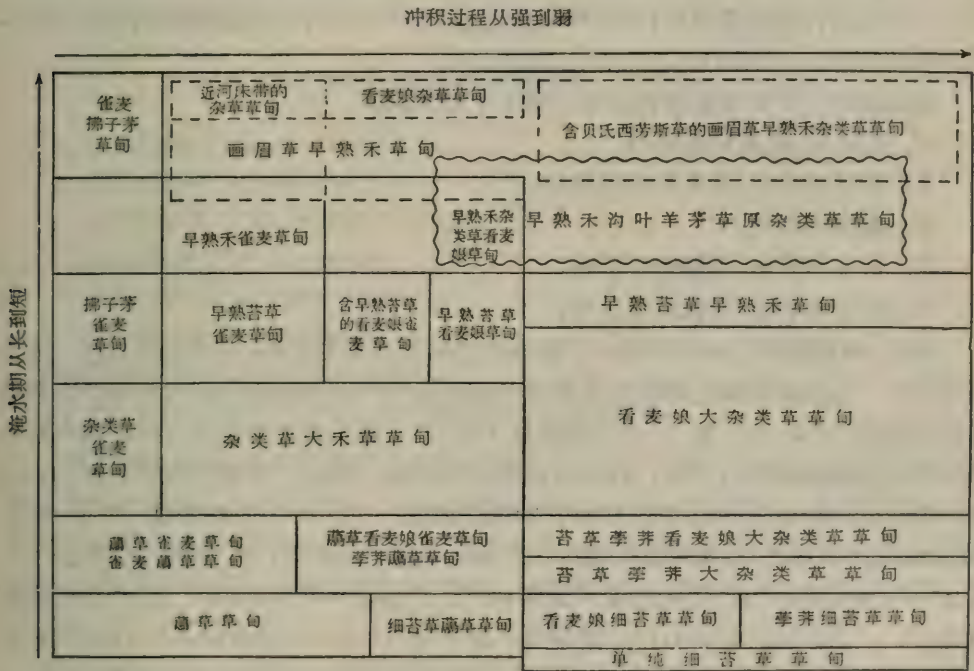 冲积过程从强到弱
淹水期从长到短
雀麦
拂子茅
草甸
近河床带的
杂草草甸
看麦娘杂草草甸
含贝氏西芳斯草的画眉草早熟禾杂类草草甸
画眉草早熟禾草甸
早熟禾雀麦草甸
早熟禾杂
类草看麦
娘草甸
早熟禾沟叶羊茅草原杂类草草甸
拂子茅
雀麦
草甸
早熟苔草
雀麦草甸
含早熟苔草
的看麦娘雀
麦草甸
早熟苔草
看麦娘草甸
早熟苔草早熟禾草甸
杂类草
雀麦
草甸
杂类草大禾草草甸
看麦娘大杂类草草甸
虉草雀麦草甸
雀麦虉草草甸
虉草看麦娘雀麦草甸
荸荠虉草草甸
苔草荸荠看麦娘大杂类草草甸
苔草荸荠大杂类草草甸
虉草草甸
细苔草虉草草甸
看麦娘细苔草草甸
荸荠细苔草草甸
单纯细苔草草甸